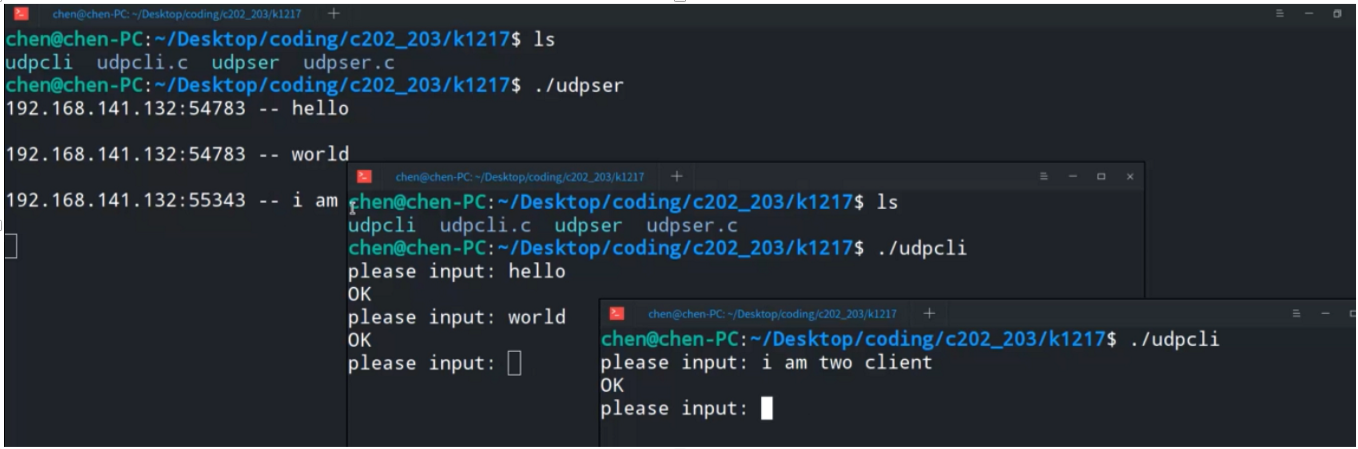 chen@chen-PC: ~/Desktop/coding/c202_203/k1217
chen@chen-PC:~/Desktop/coding/c202_203/k1217$ ls
udpcli udpcli.c udpser udpser.c
chen@chen-PC:~/Desktop/coding/c202_203/k1217$ ./udpser
192.168.141.132:54783 -- hello
192.168.141.132:54783 -- world
192.168.141.132:55343 -- i am
chen@chen-PC: ~/Desktop/coding/c202_203/k1217
chen@chen-PC:~/Desktop/coding/c202_203/k1217$ ls
udpcli udpcli.c udpser udpser.c
chen@chen-PC:~/Desktop/coding/c202_203/k1217$ ./udpcli
please input: hello
OK
please input: world
OK
please input:
chen@chen-PC: ~/Desktop/coding/c202_203/k1217
chen@chen-PC:~/Desktop/coding/c202_203/k1217$ ./udpcli
please input: i am two client
OK
please input: